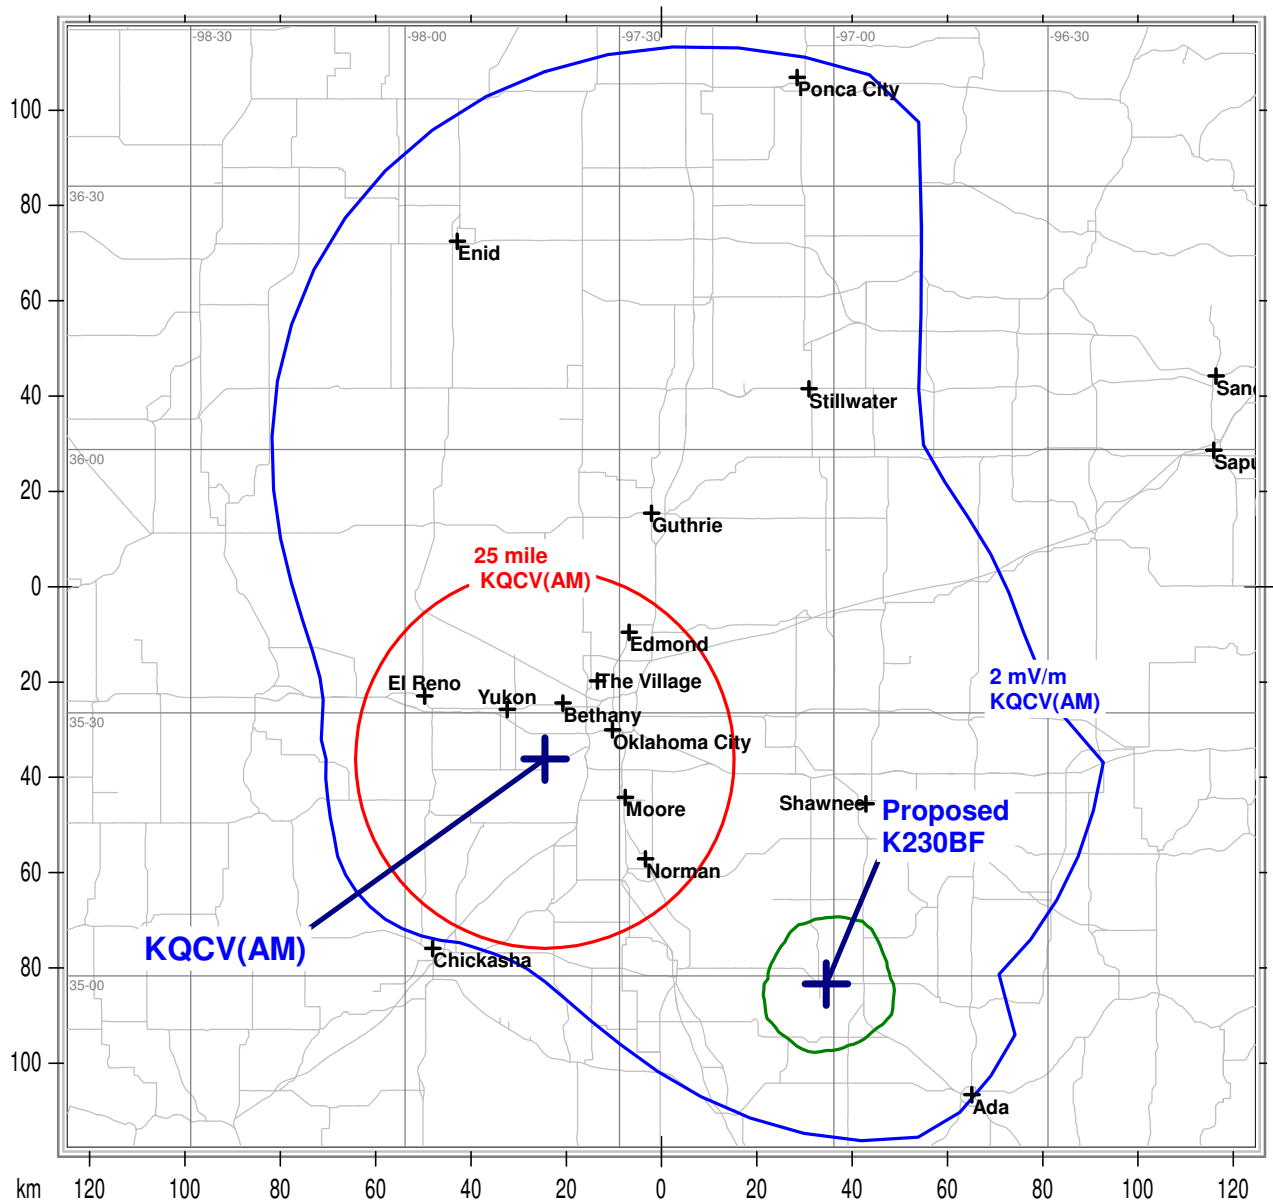 -98-30
-98-00
-97-30
-97-00
-96-30
100
Ponca City
80
36-30
Enid
60
40
Stillwater
36-00
20
Guthrie
25 mile
KQCV(AM)
0
Edmond
20
El Reno
The Village
2 mV/m
KQCV(AM)
Yukon
Bethany
35-30
Oklahoma City
40
Moore
Shawnee
Proposed
K230BF
60
Norman
KQCV(AM)
Chickasha
80
35-00
100
Ada
km 120 100 80 60 40 20 0 20 40 60 80 100 120